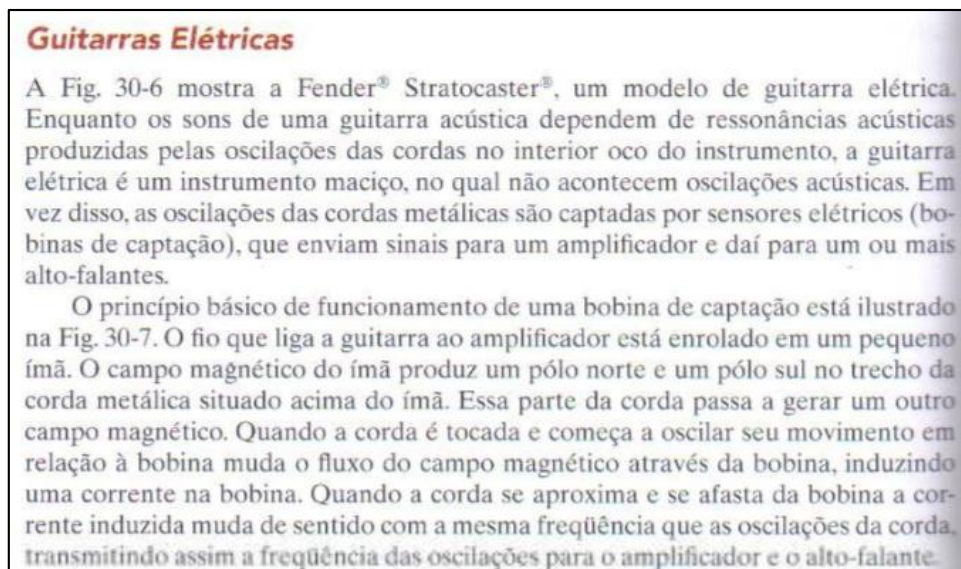 Guitarras Elétricas
A Fig. 30-6 mostra a Fender® Stratocaster®, um modelo de guitarra elétrica.
Enquanto os sons de uma guitarra acústica dependem de ressonâncias acústicas
produzidas pelas oscilações das cordas no interior oco do instrumento, a guitarra
elétrica é um instrumento maciço, no qual não acontecem oscilações acústicas. Em
vez disso, as oscilações das cordas metálicas são captadas por sensores elétricos (bo-
binas de captação), que enviam sinais para um amplificador e daí para um ou mais
alto-falantes.
O princípio básico de funcionamento de uma bobina de captação está ilustrado
na Fig. 30-7. O fio que liga a guitarra ao amplificador está enrolado em um pequeno
ímã. O campo magnético do ímã produz um pólo norte e um pólo sul no trecho da
corda metálica situado acima do ímã. Essa parte da corda passa a gerar um outro
campo magnético. Quando a corda é tocada e começa a oscilar seu movimento em
relação à bobina muda o fluxo do campo magnético através da bobina, induzindo
uma corrente na bobina. Quando a corda se aproxima e se afasta da bobina a cor-
rente induzida muda de sentido com a mesma freqüência que as oscilações da corda,
transmitindo assim a freqüência das oscilações para o amplificador e o alto-falante.